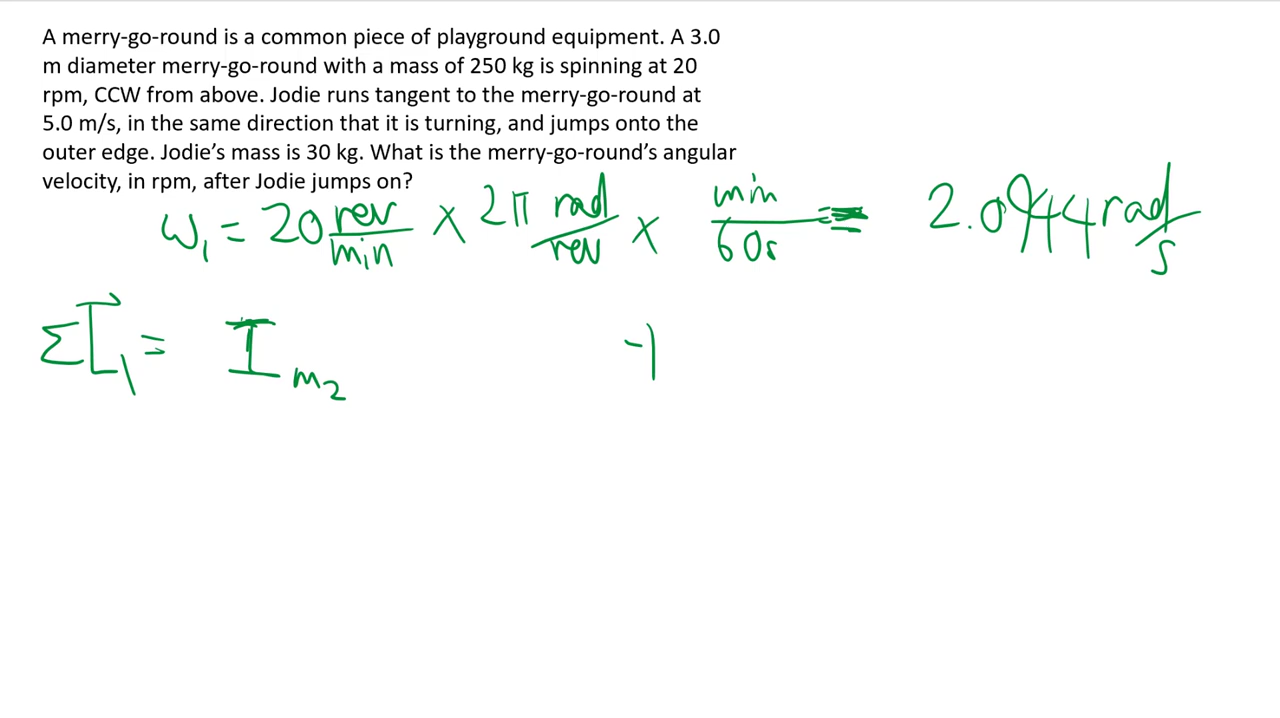 A merry-go-round is a common piece of playground equipment. A 3.0
m diameter merry-go-round with a mass of 250 kg is spinning at 20
rpm, CCW from above. Jodie runs tangent to the merry-go-round at
5.0 m/s, in the same direction that it is turning, and jumps onto the
outer edge. Jodie’s mass is 30 kg. What is the merry-go-round’s angular
velocity, in rpm, after Jodie jumps on?
ω₁ = 20 rev/min × 2π rad/rev × min/60s = 2.0944 rad/s
ΣL⃗₁ = I m₂